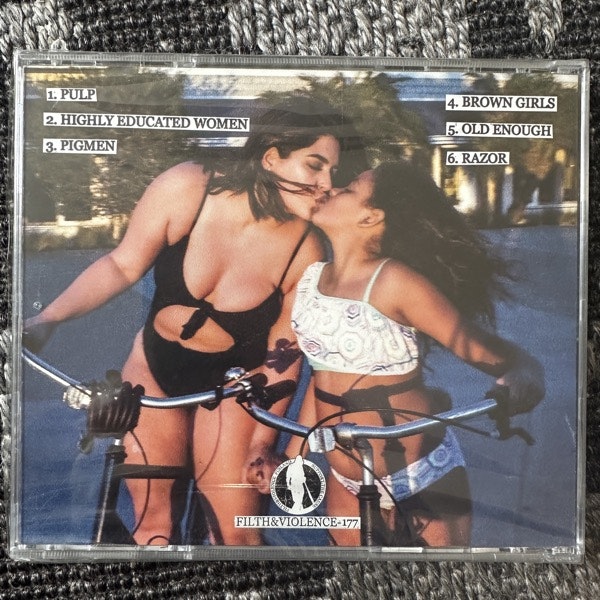 1. PULP
2. HIGHLY EDUCATED WOMEN
3. PIGMEN
4. BROWN GIRLS
5. OLD ENOUGH
6. RAZOR
FILTH&VIOLENCE-177